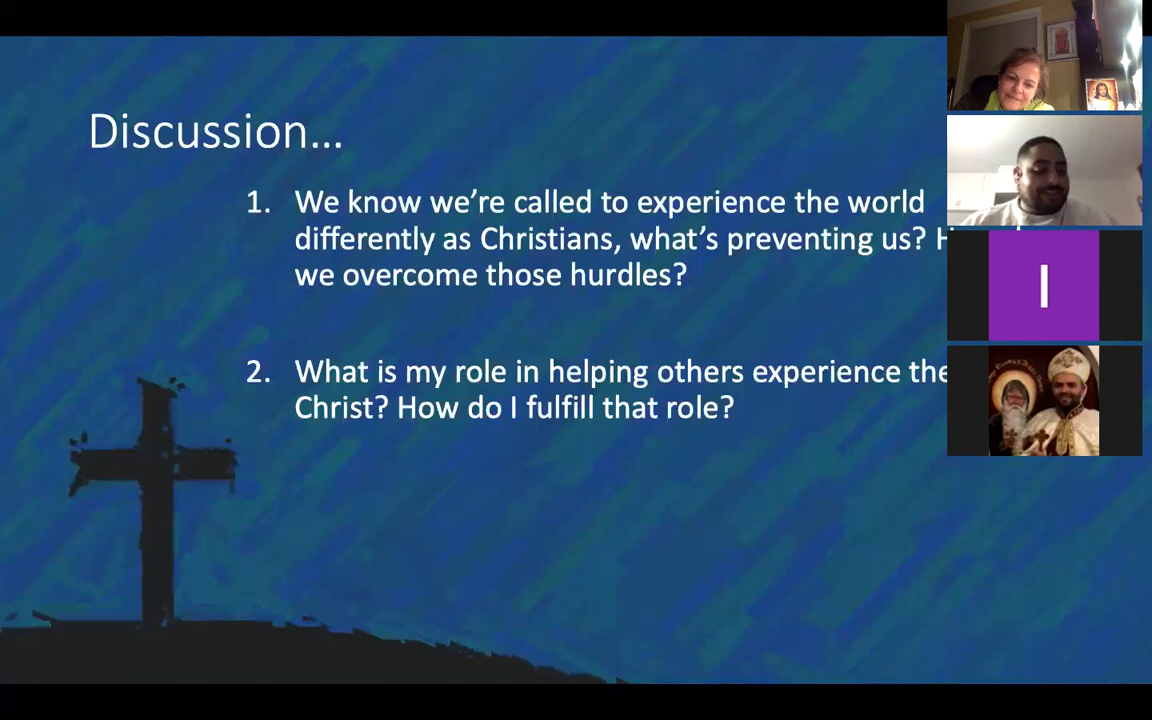 Discussion...
1. We know we're called to experience the world
differently as Christians, what's preventing us?
we overcome those hurdles?
2. What is my role in helping others experience the
Christ? How do I fulfill that role?
I